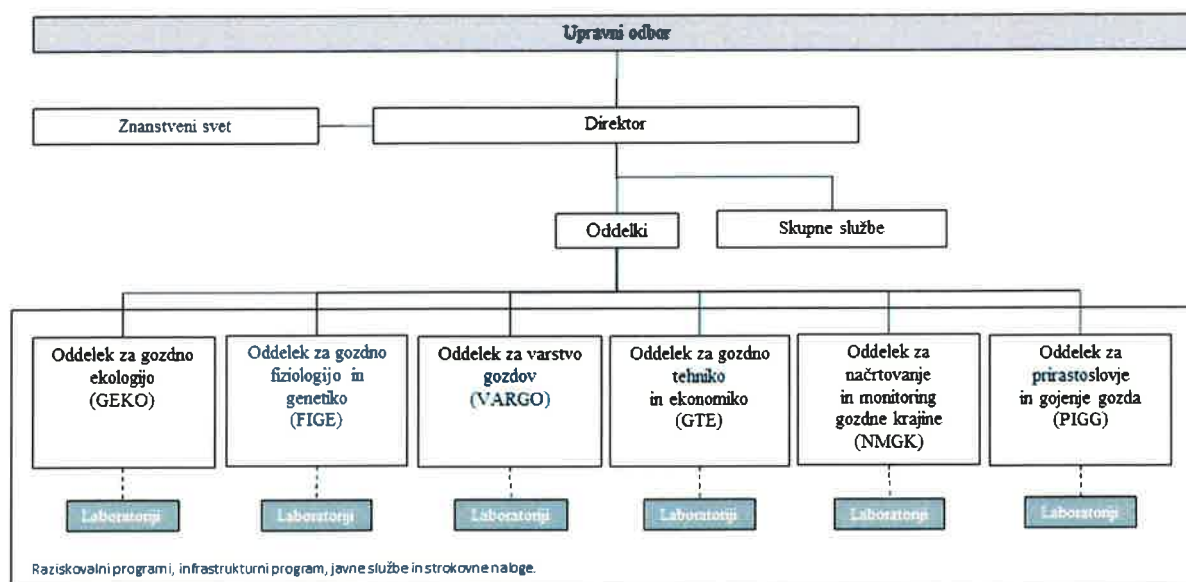 Upravni odbor
Znanstveni svet
Direktor
Oddelki
Skupne službe
Oddelek za gozdno
ekologijo
(GEKO)
Oddelek za gozdno
fiziologijo in
genetiko
(FIGE)
Oddelek za varstvo
gozdov
(VARGO)
Oddelek za gozdno
tehniko
in ekonomiko
(GTE)
Oddelek za
načrtovanje
in monitoring
gozdne krajine
(NMGK)
Oddelek za
prirastoslovje
in gojenje gozda
(PIGG)
Laboratoriji
Laboratoriji
Laboratoriji
Laboratoriji
Laboratoriji
Laboratoriji
Raziskovalni programi, infrastrukturni program, javne službe in strokovne naloge.